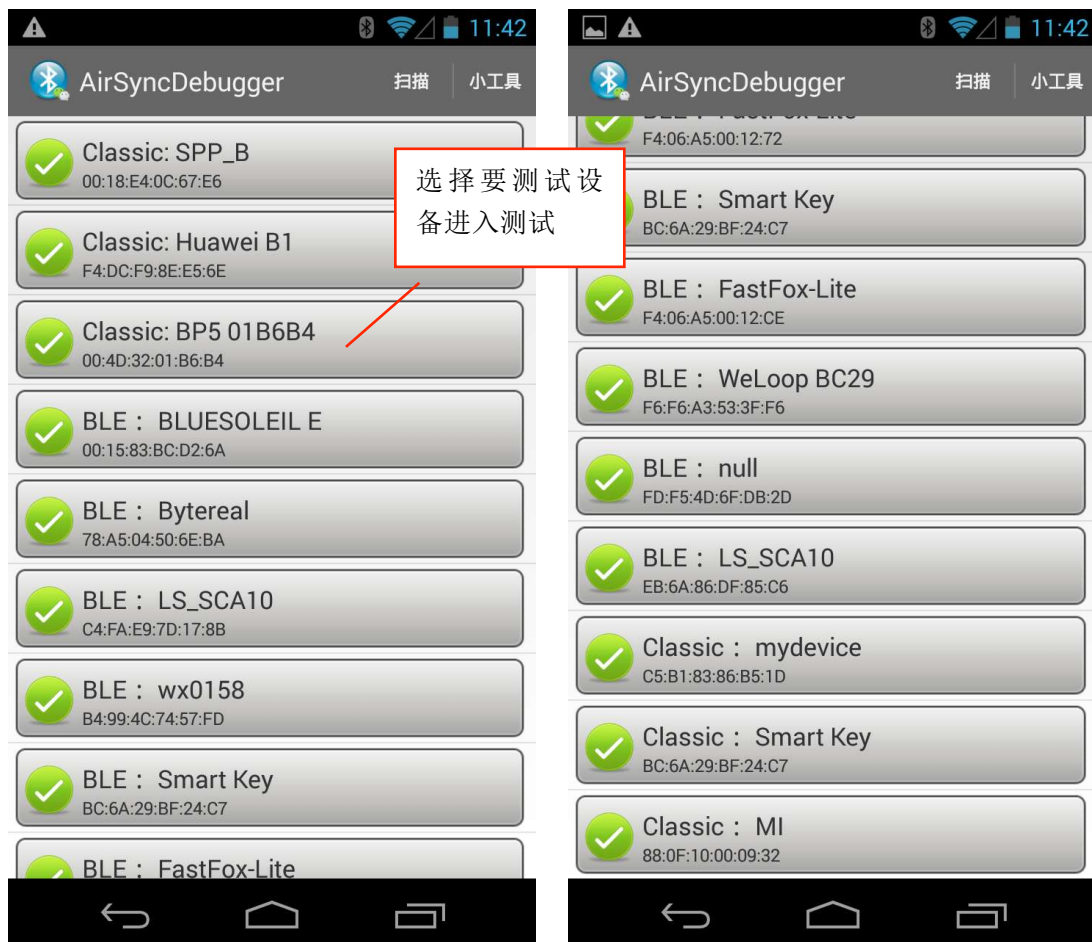 11:42
AirSyncDebugger 扫描 小工具
Classic: SPP_B
00:18:E4:0C:67:E6
Classic: Huawei B1
F4:DC:F9:8E:E5:6E
Classic: BP5 01B6B4
00:4D:32:01:B6:B4
BLE： BLUESOLEIL E
00:15:83:BC:D2:6A
BLE： Bytereal
78:A5:04:50:6E:BA
BLE： LS_SCA10
C4:FA:E9:7D:17:8B
BLE： wx0158
B4:99:4C:74:57:FD
BLE： Smart Key
BC:6A:29:BF:24:C7
BLE： FastFox-Lite
选择要测试设
备进入测试
11:42
AirSyncDebugger 扫描 小工具
BLE： FastFox-Lite
F4:06:A5:00:12:72
BLE： Smart Key
BC:6A:29:BF:24:C7
BLE： FastFox-Lite
F4:06:A5:00:12:CE
BLE： WeLoop BC29
F6:F6:A3:53:3F:F6
BLE： null
FD:F5:4D:6F:DB:2D
BLE： LS_SCA10
EB:6A:86:DF:85:C6
Classic： mydevice
C5:B1:83:86:B5:1D
Classic： Smart Key
BC:6A:29:BF:24:C7
Classic： MI
88:0F:10:00:09:32